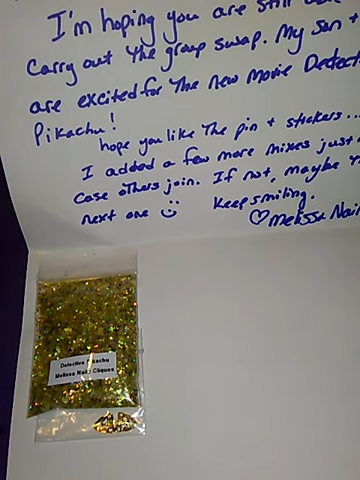 I'm hoping you are still
Carry out the group swap. My son +
are excited for the new Movie Detect
Pikachu!
hope you like the pin + stickers...
I added a few more mixes just
case others join. If not, maybe
next one
Keep smiling.
Melissa Nai
Detective Pikachu
Melissa Nailz Cliques